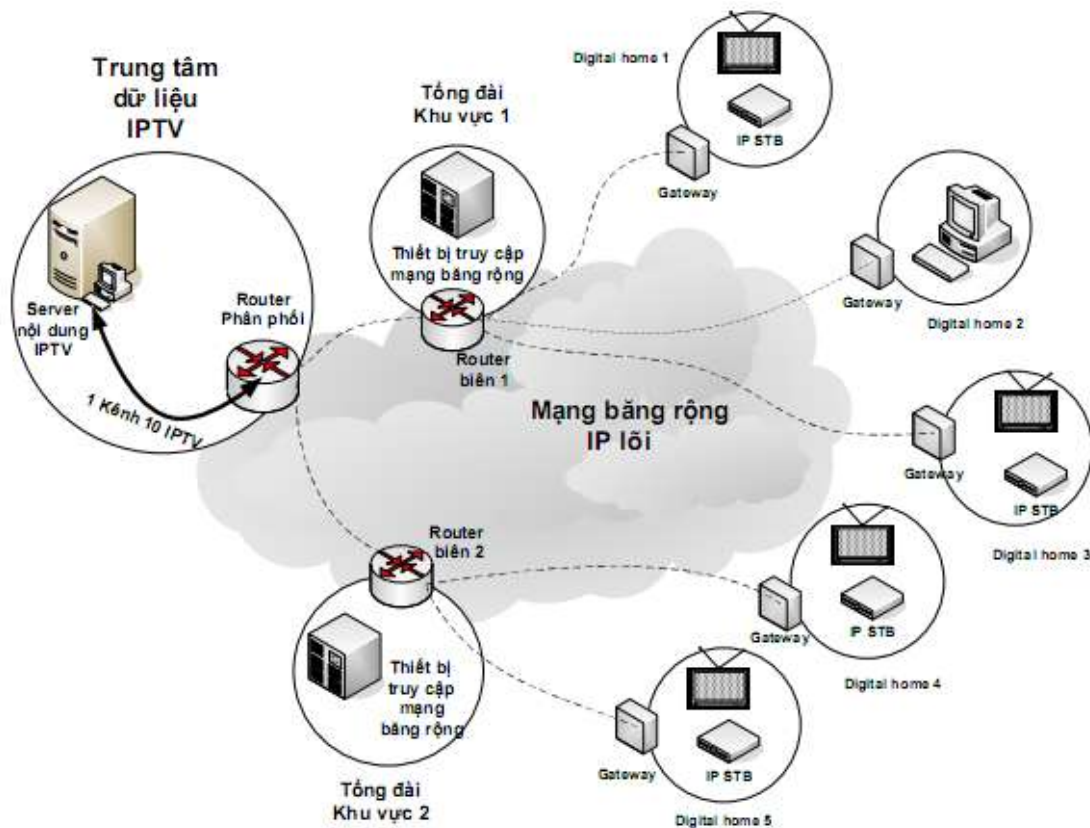 Trung tâm
dữ liệu
IPTV
Server
nội dung
IPTV
Router
Phân phối
1 Kênh 10 IPTV
Tổng đài
Khu vực 1
Thiết bị truy cập
mạng băng rộng
Router
biên 1
Mạng băng rộng
IP lõi
Router
biên 2
Thiết bị
truy cập
mạng
băng rộng
Tổng đài
Khu vực 2
Digital home 1
IP STB
Gateway
Gateway
Digital home 2
Gateway
IP STB
Digital home 3
Gateway
IP STB
Digital home 4
Gateway
IP STB
Digital home 5